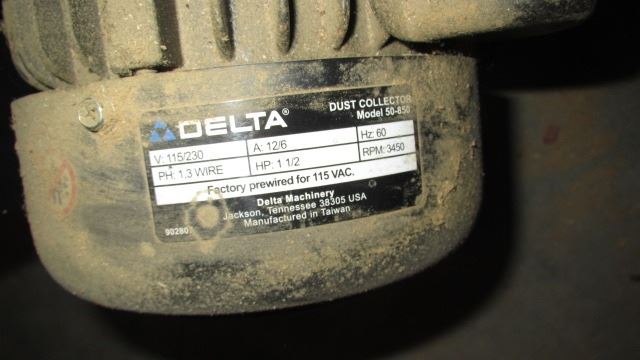 DELTA®
DUST COLLECTOR
Model 50-850
V: 115/230 A: 12/6 Hz: 60
PH: 1,3 WIRE HP: 1 1/2 RPM: 3450
Factory prewired for 115 VAC.
Delta Machinery
Jackson, Tennessee 38305 USA
Manufactured in Taiwan
90280